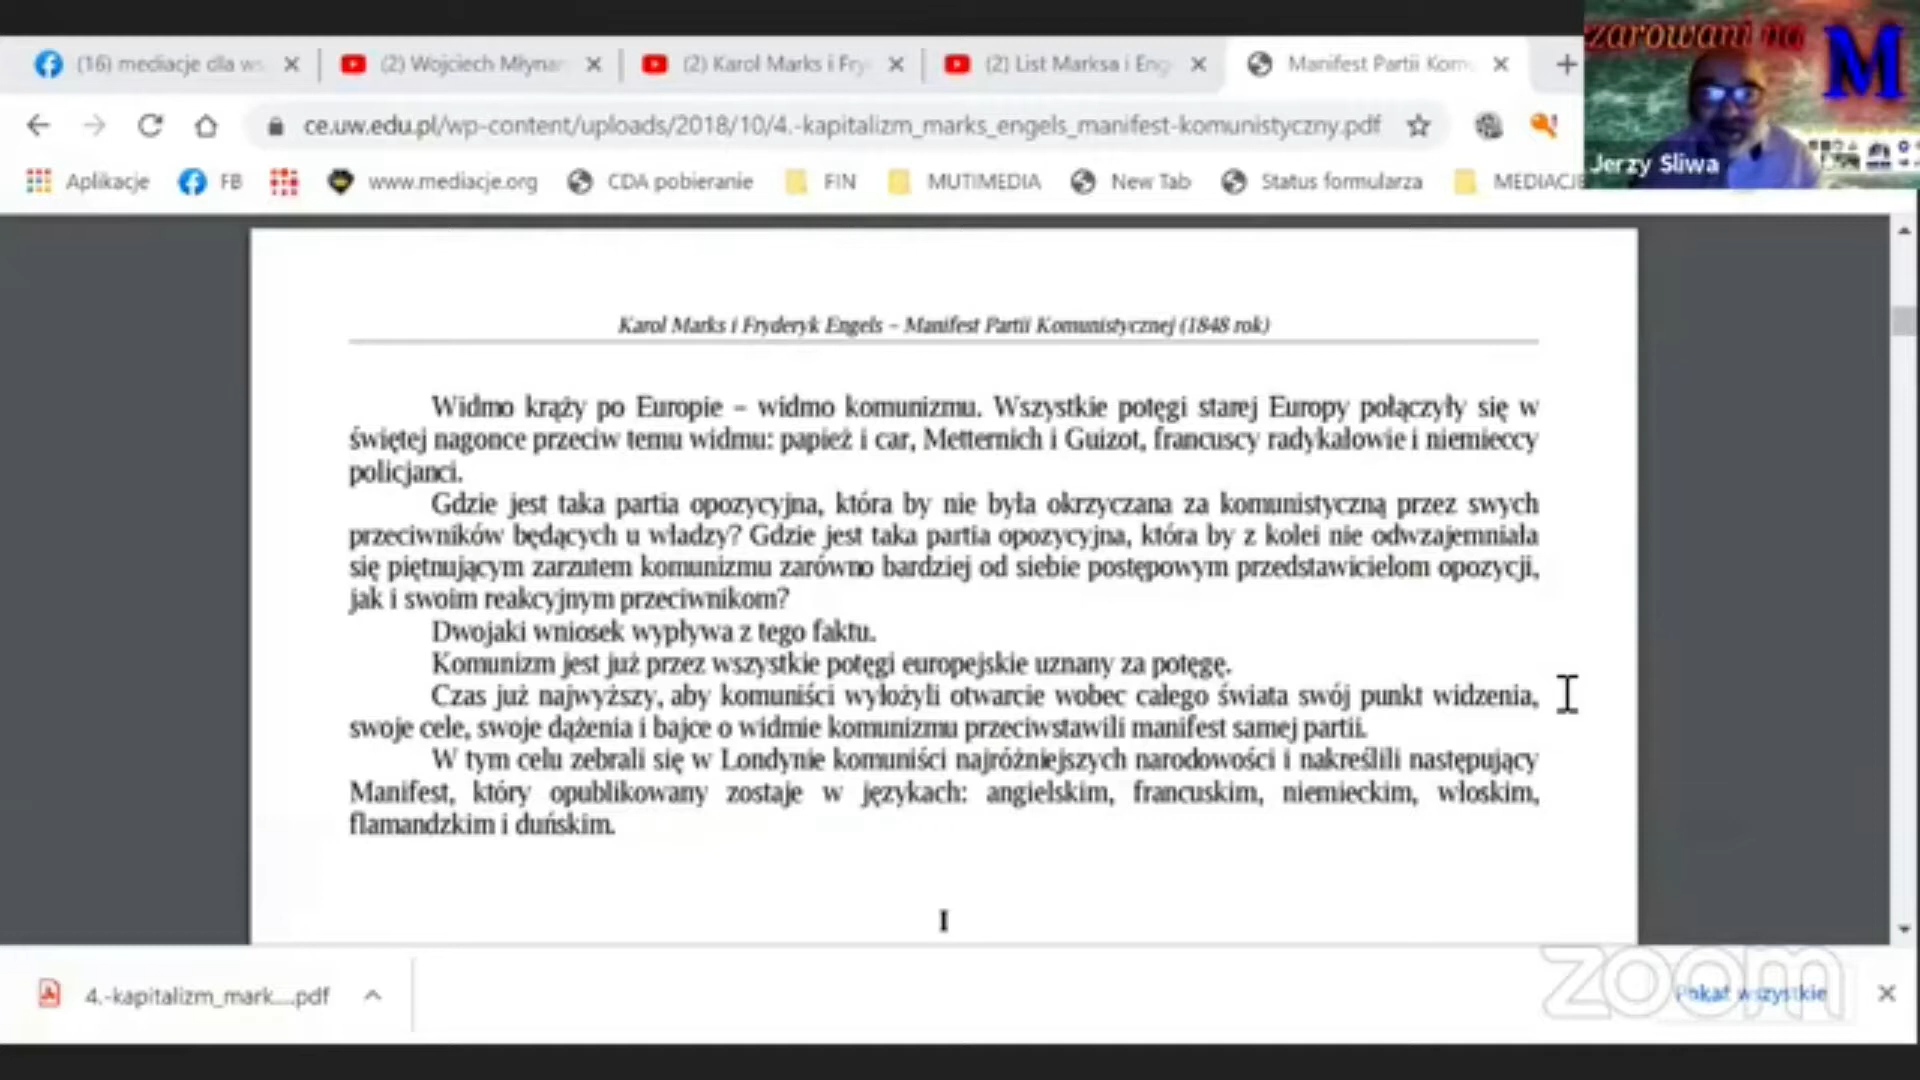 (16) mediacje dla ws
(2) Wojciech Młynar
(2) Karol Marks i Fry
(2) List Marksa i Eng
Manifest Partii Kom
zarowani na
M
ce.uw.edu.pl/wp-content/uploads/2018/10/4.-kapitalizm_marks_engels_manifest-komunistyczny.pdf
Jerzy Sliwa
Aplikacje
FB
www.mediacje.org
CDA pobieranie
FIN
MUTIMEDIA
New Tab
Status formularza
MEDIACJE
Karol Marks i Fryderyk Engels – Manifest Partii Komunistycznej (1848 rok)
Widmo krąży po Europie – widmo komunizmu. Wszystkie potęgi starej Europy połączyły się w
świętej nagonce przeciw temu widmu: papież i car, Metternich i Guizot, francuscy radykałowie i niemieccy
policjanci.
Gdzie jest taka partia opozycyjna, która by nie była okrzyczana za komunistyczną przez swych
przeciwników będących u władzy? Gdzie jest taka partia opozycyjna, która by z kolei nie odwzajemniała
się piętnującym zarzutem komunizmu zarówno bardziej od siebie postępowym przedstawicielom opozycji,
jak i swoim reakcyjnym przeciwnikom?
Dwojaki wniosek wypływa z tego faktu.
Komunizm jest już przez wszystkie potęgi europejskie uznany za potęgę.
Czas już najwyższy, aby komuniści wyłożyli otwarcie wobec całego świata swój punkt widzenia,
swoje cele, swoje dążenia i bajce o widmie komunizmu przeciwstawili manifest samej partii.
W tym celu zebrali się w Londynie komuniści najróżniejszych narodowości i nakreślili następujący
Manifest, który opublikowany zostaje w językach: angielskim, francuskim, niemieckim, włoskim,
flamandzkim i duńskim.
I
4.-kapitalizm_mark....pdf
Pokaż wszystkie
zoom